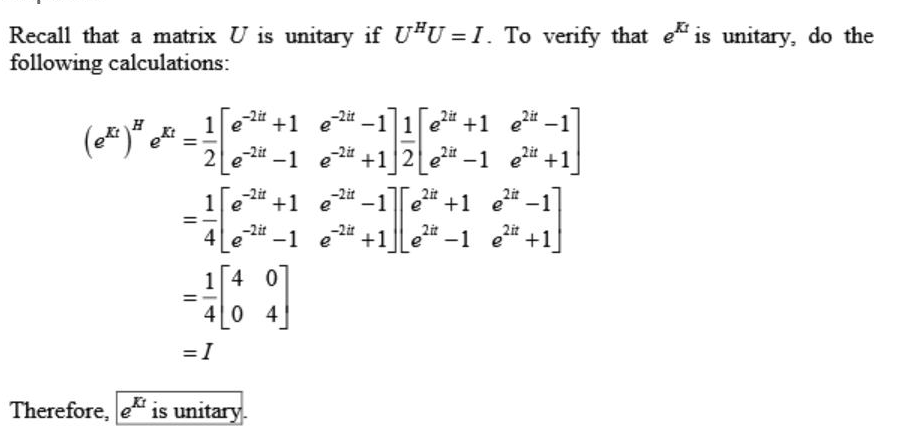 Recall that a matrix U is unitary if UᴴU = I. To verify that e^{Kt} is unitary, do the
following calculations:
(e^{Kt})^H e^{Kt} = 1/2 [e^{-2it} +1  e^{-2it} −1; e^{-2it} −1  e^{-2it} +1] 1/2 [e^{2it} +1  e^{2it} −1; e^{2it} −1  e^{2it} +1]
= 1/4 [e^{-2it} +1  e^{-2it} −1; e^{-2it} −1  e^{-2it} +1] [e^{2it} +1  e^{2it} −1; e^{2it} −1  e^{2it} +1]
= 1/4 [4  0; 0  4]
= I
Therefore, e^{Kt} is unitary.